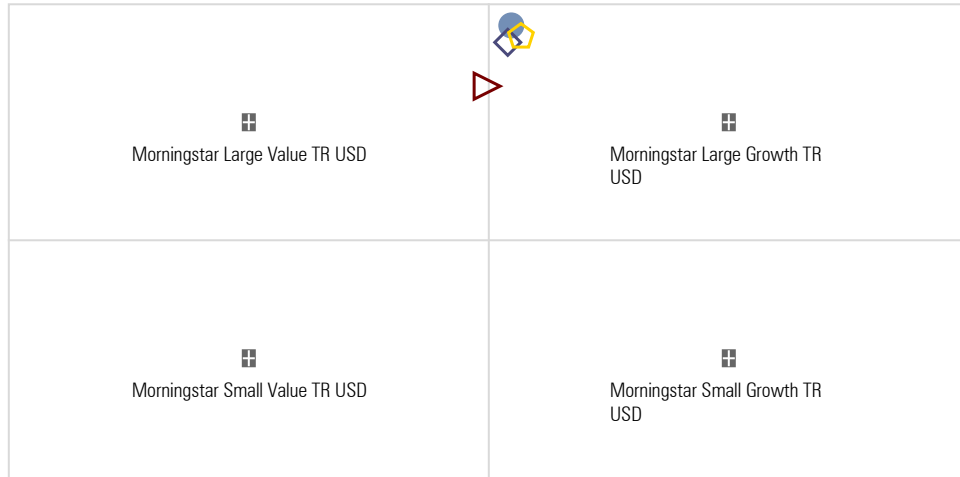 Morningstar Large Value TR USD
Morningstar Large Growth TR
USD
Morningstar Small Value TR USD
Morningstar Small Growth TR
USD